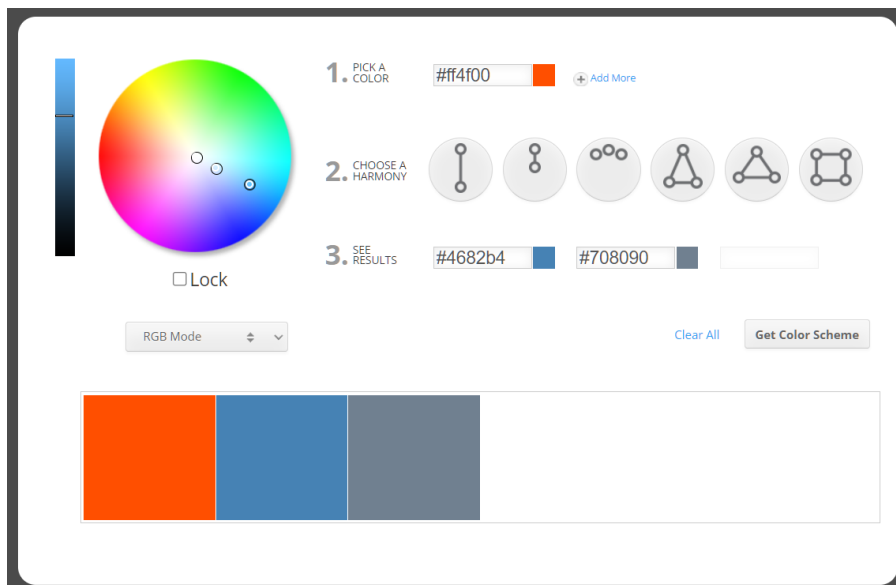 1. PICK A
COLOR
#ff4f00
Add More
2. CHOOSE A
HARMONY
3. SEE
RESULTS
#4682b4
#708090
Lock
RGB Mode
Clear All
Get Color Scheme